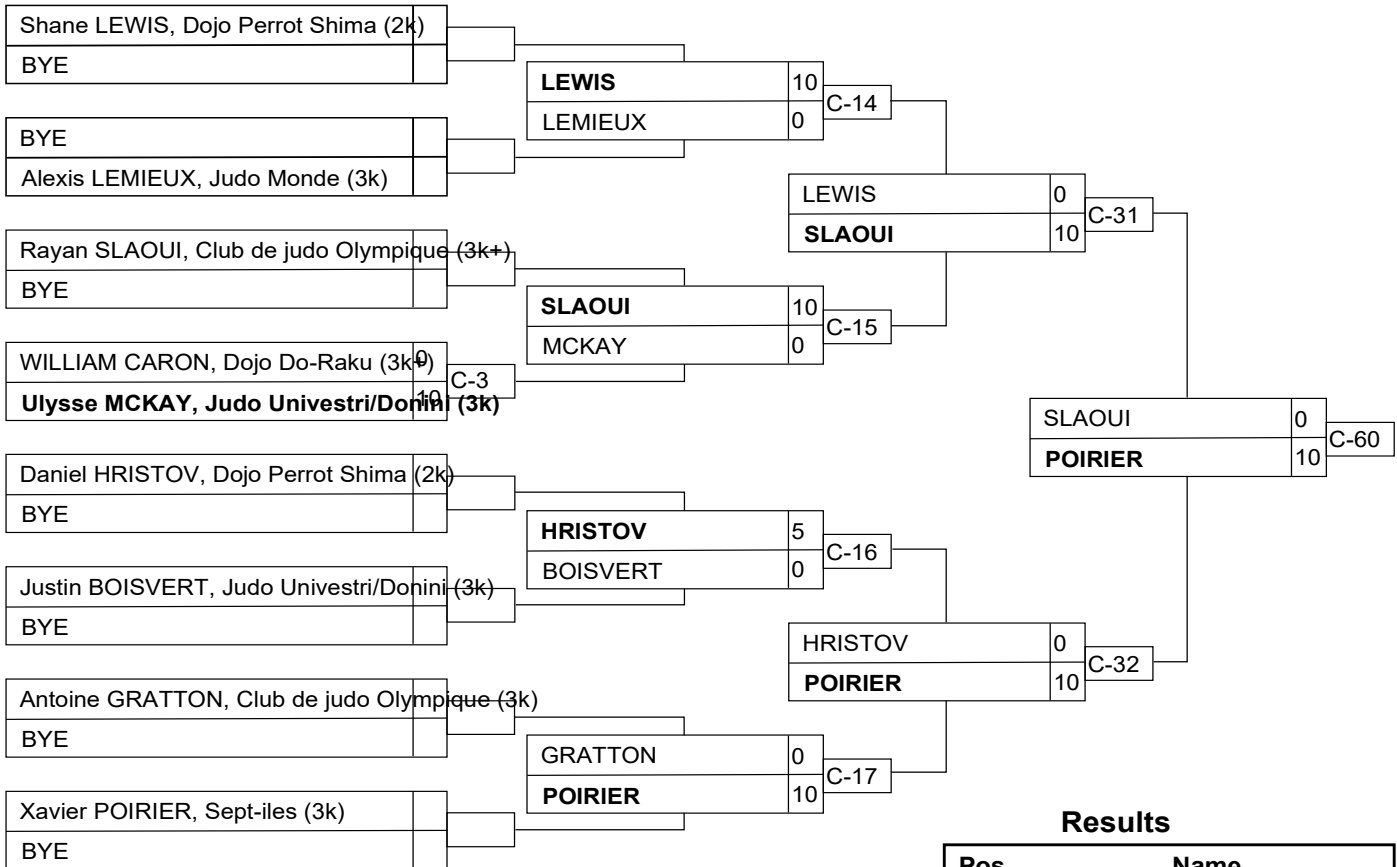 Shane LEWIS, Dojo Perrot Shima (2k)
BYE
BYE
Alexis LEMIEUX, Judo Monde (3k)
Rayan SLAOUI, Club de judo Olympique (3k+)
BYE
WILLIAM CARON, Dojo Do-Raku (3k+) 0
Ulysse MCKAY, Judo Univestri/Donini (3k) 10
C-3
Daniel HRISTOV, Dojo Perrot Shima (2k)
BYE
Justin BOISVERT, Judo Univestri/Donini (3k)
BYE
Antoine GRATTON, Club de judo Olympique (3k)
BYE
Xavier POIRIER, Sept-iles (3k)
BYE
LEWIS 10
LEMIEUX 0
C-14
SLAOUI 10
MCKAY 0
C-15
HRISTOV 5
BOISVERT 0
C-16
GRATTON 0
POIRIER 10
C-17
LEWIS 0
SLAOUI 10
C-31
HRISTOV 0
POIRIER 10
C-32
SLAOUI 0
POIRIER 10
C-60
Results
Pos Name